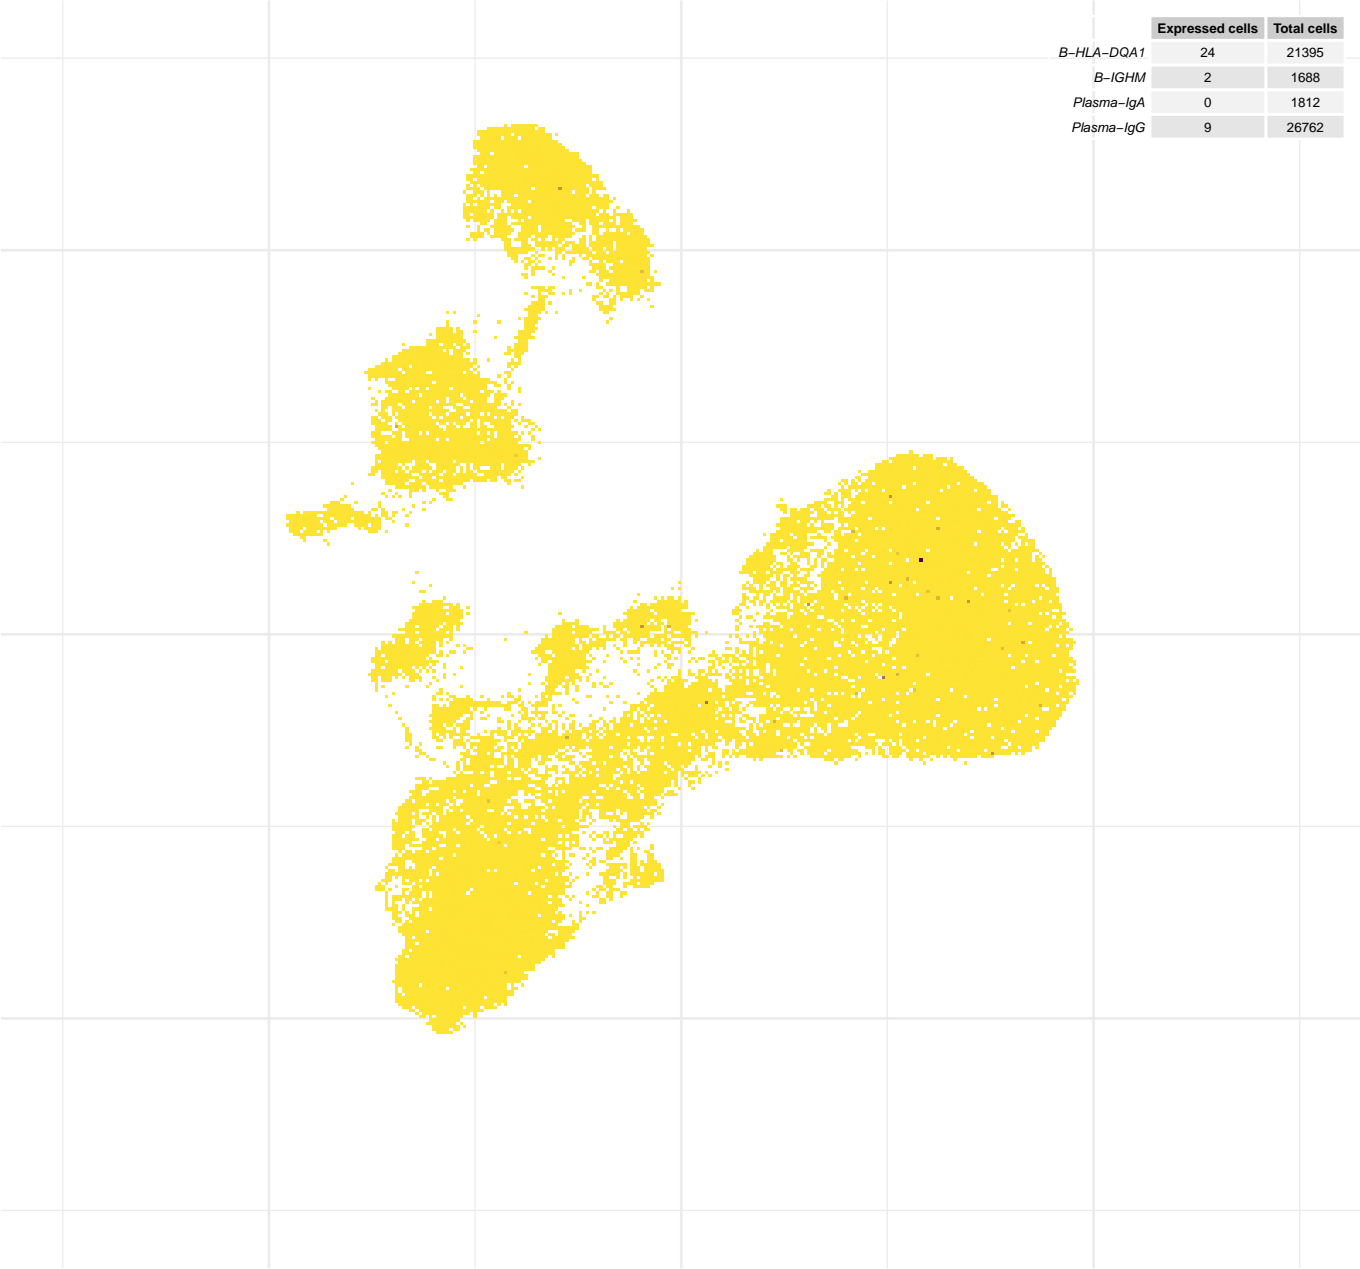 Expressed cells Total cells
B−HLA−DQA1 24 21395
B−IGHM 2 1688
Plasma−IgA 0 1812
Plasma−IgG 9 26762